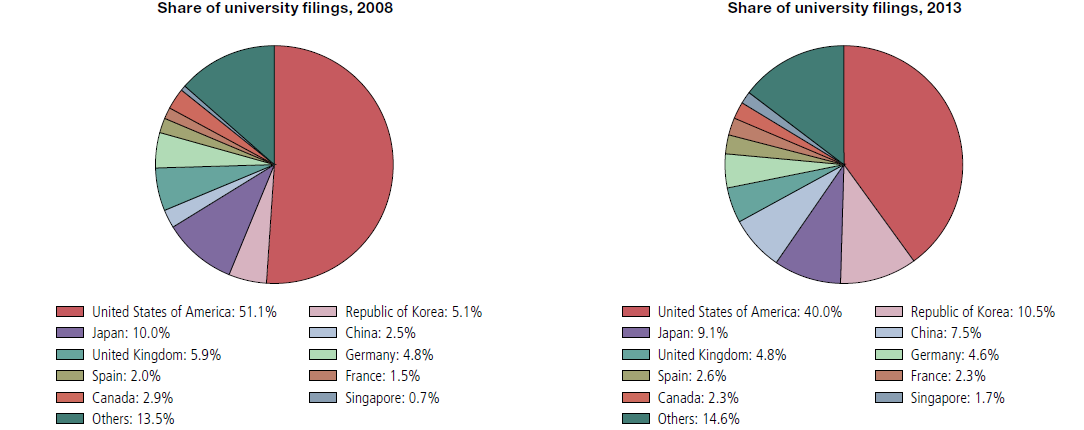 Share of university filings, 2008
United States of America: 51.1%
Republic of Korea: 5.1%
Japan: 10.0%
China: 2.5%
United Kingdom: 5.9%
Germany: 4.8%
Spain: 2.0%
France: 1.5%
Canada: 2.9%
Singapore: 0.7%
Others: 13.5%
Share of university filings, 2013
United States of America: 40.0%
Republic of Korea: 10.5%
Japan: 9.1%
China: 7.5%
United Kingdom: 4.8%
Germany: 4.6%
Spain: 2.6%
France: 2.3%
Canada: 2.3%
Singapore: 1.7%
Others: 14.6%